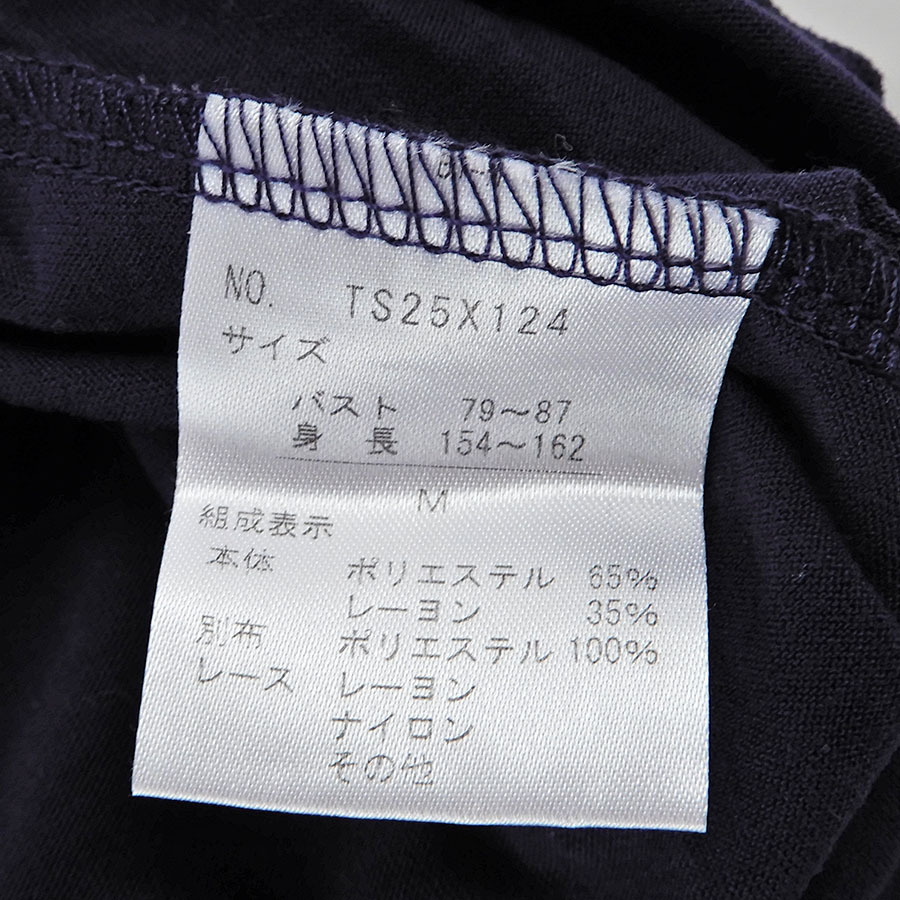 NO. TS25X124
サイズ
バスト 79～87
身 長 154～162
M
組成表示
本体 ポリエステル 65%
レーヨン 35%
別布 ポリエステル 100%
レース レーヨン
ナイロン
その他